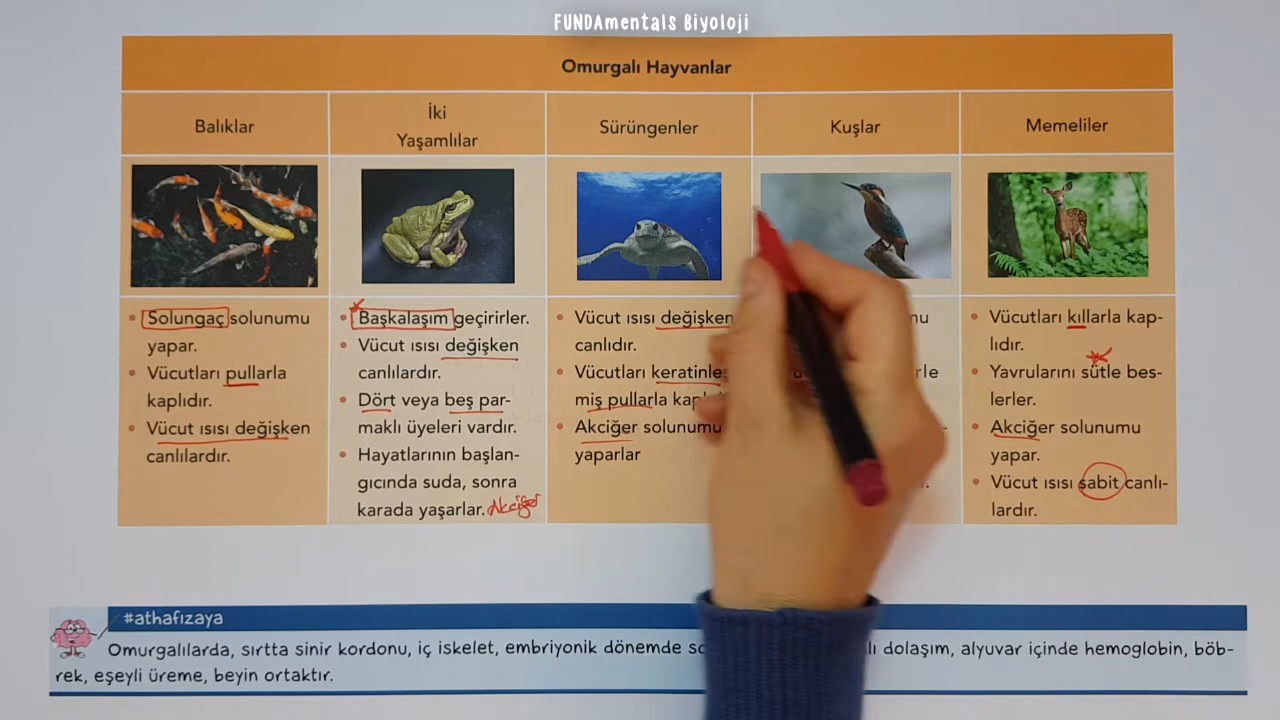 FUNDAmentals Biyoloji
Omurgalı Hayvanlar
Balıklar
İki
Yaşamlılar
Sürüngenler
Kuşlar
Memeliler
• Solungaç solunumu
yapar.
• Vücutları pullarla
kaplıdır.
• Vücut ısısı değişken
canlılardır.
• Başkalaşım geçirirler.
• Vücut ısısı değişken
canlılardır.
• Dört veya beş par-
maklı üyeleri vardır.
• Hayatlarının başlan-
gıcında suda, sonra
karada yaşarlar. Akciğer
• Vücut ısısı değişken
canlıdır.
• Vücutları
miş pullarla
• Akciğer solunumu
yaparlar
• Vücutları kıllarla kap-
lıdır.
• Yavrularını sütle bes-
lerler.
• Akciğer solunumu
yapar.
• Vücut ısısı sabit canlı-
lardır.
#athafızaya
Omurgalılarda, sırtta sinir kordonu, iç iskelet, embriyonik dönemde dolaşım, alyuvar içinde hemoglobin, böb-
rek, eşeyli üreme, beyin ortaktır.